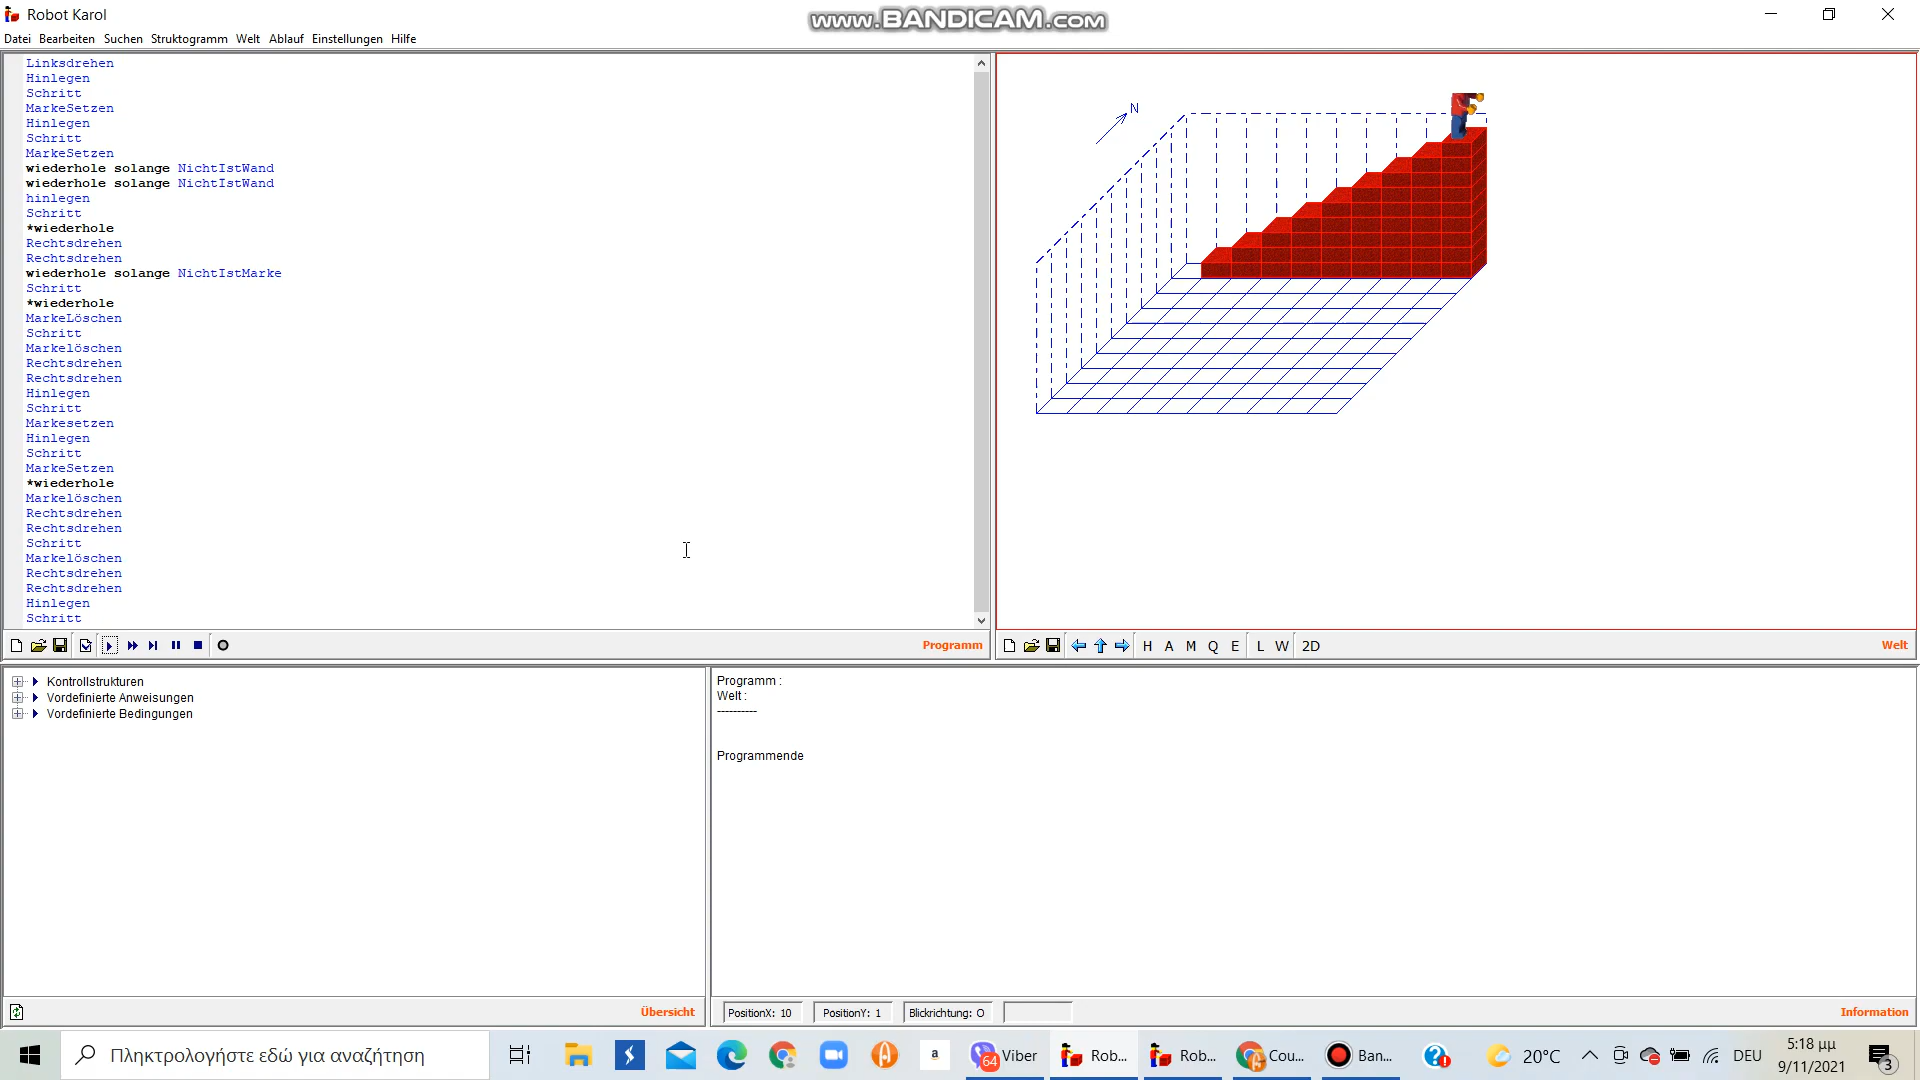 Robot Karol
www.BANDICAM.com
Datei Bearbeiten Suchen Struktogramm Welt Ablauf Einstellungen Hilfe
Linksdrehen
Hinlegen
Schritt
MarkeSetzen
Hinlegen
Schritt
MarkeSetzen
wiederhole solange NichtIstWand
wiederhole solange NichtIstWand
hinlegen
Schritt
*wiederhole
Rechtsdrehen
Rechtsdrehen
wiederhole solange NichtIstMarke
Schritt
*wiederhole
MarkeLöschen
Schritt
Markelöschen
Rechtsdrehen
Rechtsdrehen
Hinlegen
Schritt
Markesetzen
Hinlegen
Schritt
MarkeSetzen
*wiederhole
Markelöschen
Rechtsdrehen
Rechtsdrehen
Schritt
Markelöschen
Rechtsdrehen
Rechtsdrehen
Hinlegen
Schritt
Programm
N
H A M Q E L W 2D
Welt
Kontrollstrukturen
Vordefinierte Anweisungen
Vordefinierte Bedingungen
Übersicht
Programm :
Welt :
----------
Programmende
PositionX: 10 PositionY: 1 Blickrichtung: O
Information
Πληκτρολογήστε εδώ για αναζήτηση
a
64 Viber
Rob...
Rob...
Cou...
Ban...
20°C
DEU
5:18 μμ
9/11/2021
3